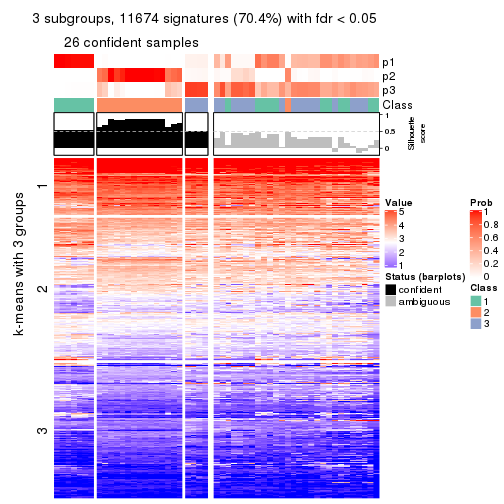 3 subgroups, 11674 signatures (70.4%) with fdr < 0.05
26 confident samples
p1
p2
p3
Class
1
0.5
0
Silhouette
score
k-means with 3 groups
1
2
3
Value
5
4
3
2
1
Status (barplots)
confident
ambiguous
Prob
1
0.8
0.6
0.4
0.2
0
Class
1
2
3